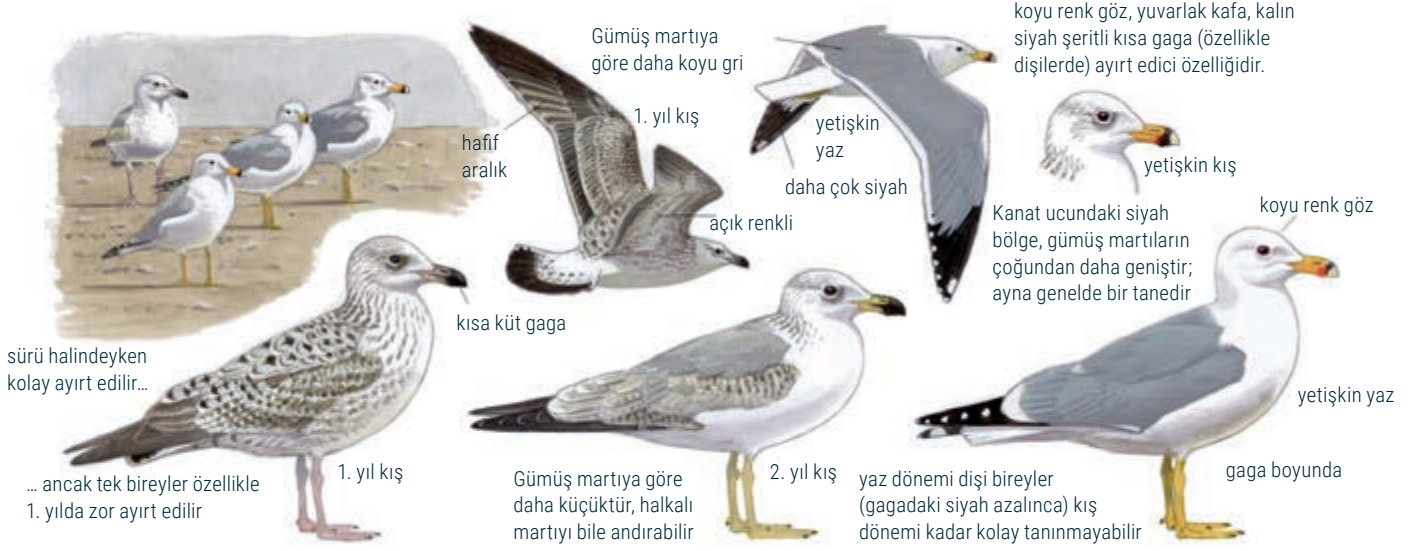 koyu renk göz, yuvarlak kafa, kalın
siyah şeritli kısa gaga (özellikle
dişilerde) ayırt edici özelliğidir.
Gümüş martıya
göre daha koyu gri
1. yıl kış
hafif
aralık
açık renkli
yetişkin
yaz
daha çok siyah
yetişkin kış
Kanat ucundaki siyah
bölge, gümüş martıların
çoğundan daha geniştir;
ayna genelde bir tanedir
koyu renk göz
kısa küt gaga
sürü halindeyken
kolay ayırt edilir...
yetişkin yaz
... ancak tek bireyler özellikle
1. yılda zor ayırt edilir
1. yıl kış
Gümüş martıya göre
daha küçüktür, halkalı
martıyı bile andırabilir
2. yıl kış
yaz dönemi dişi bireyler
(gagadaki siyah azalınca) kış
dönemi kadar kolay tanınmayabilir
gaga boyunda